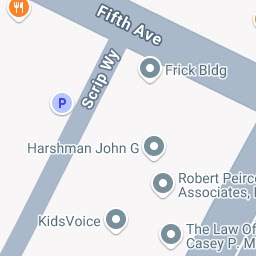 Fifth Ave
Scrip Wy
Frick Bldg
P
Harshman John G
Robert Peirce
Associates,
KidsVoice
The Law Of
Casey P. M